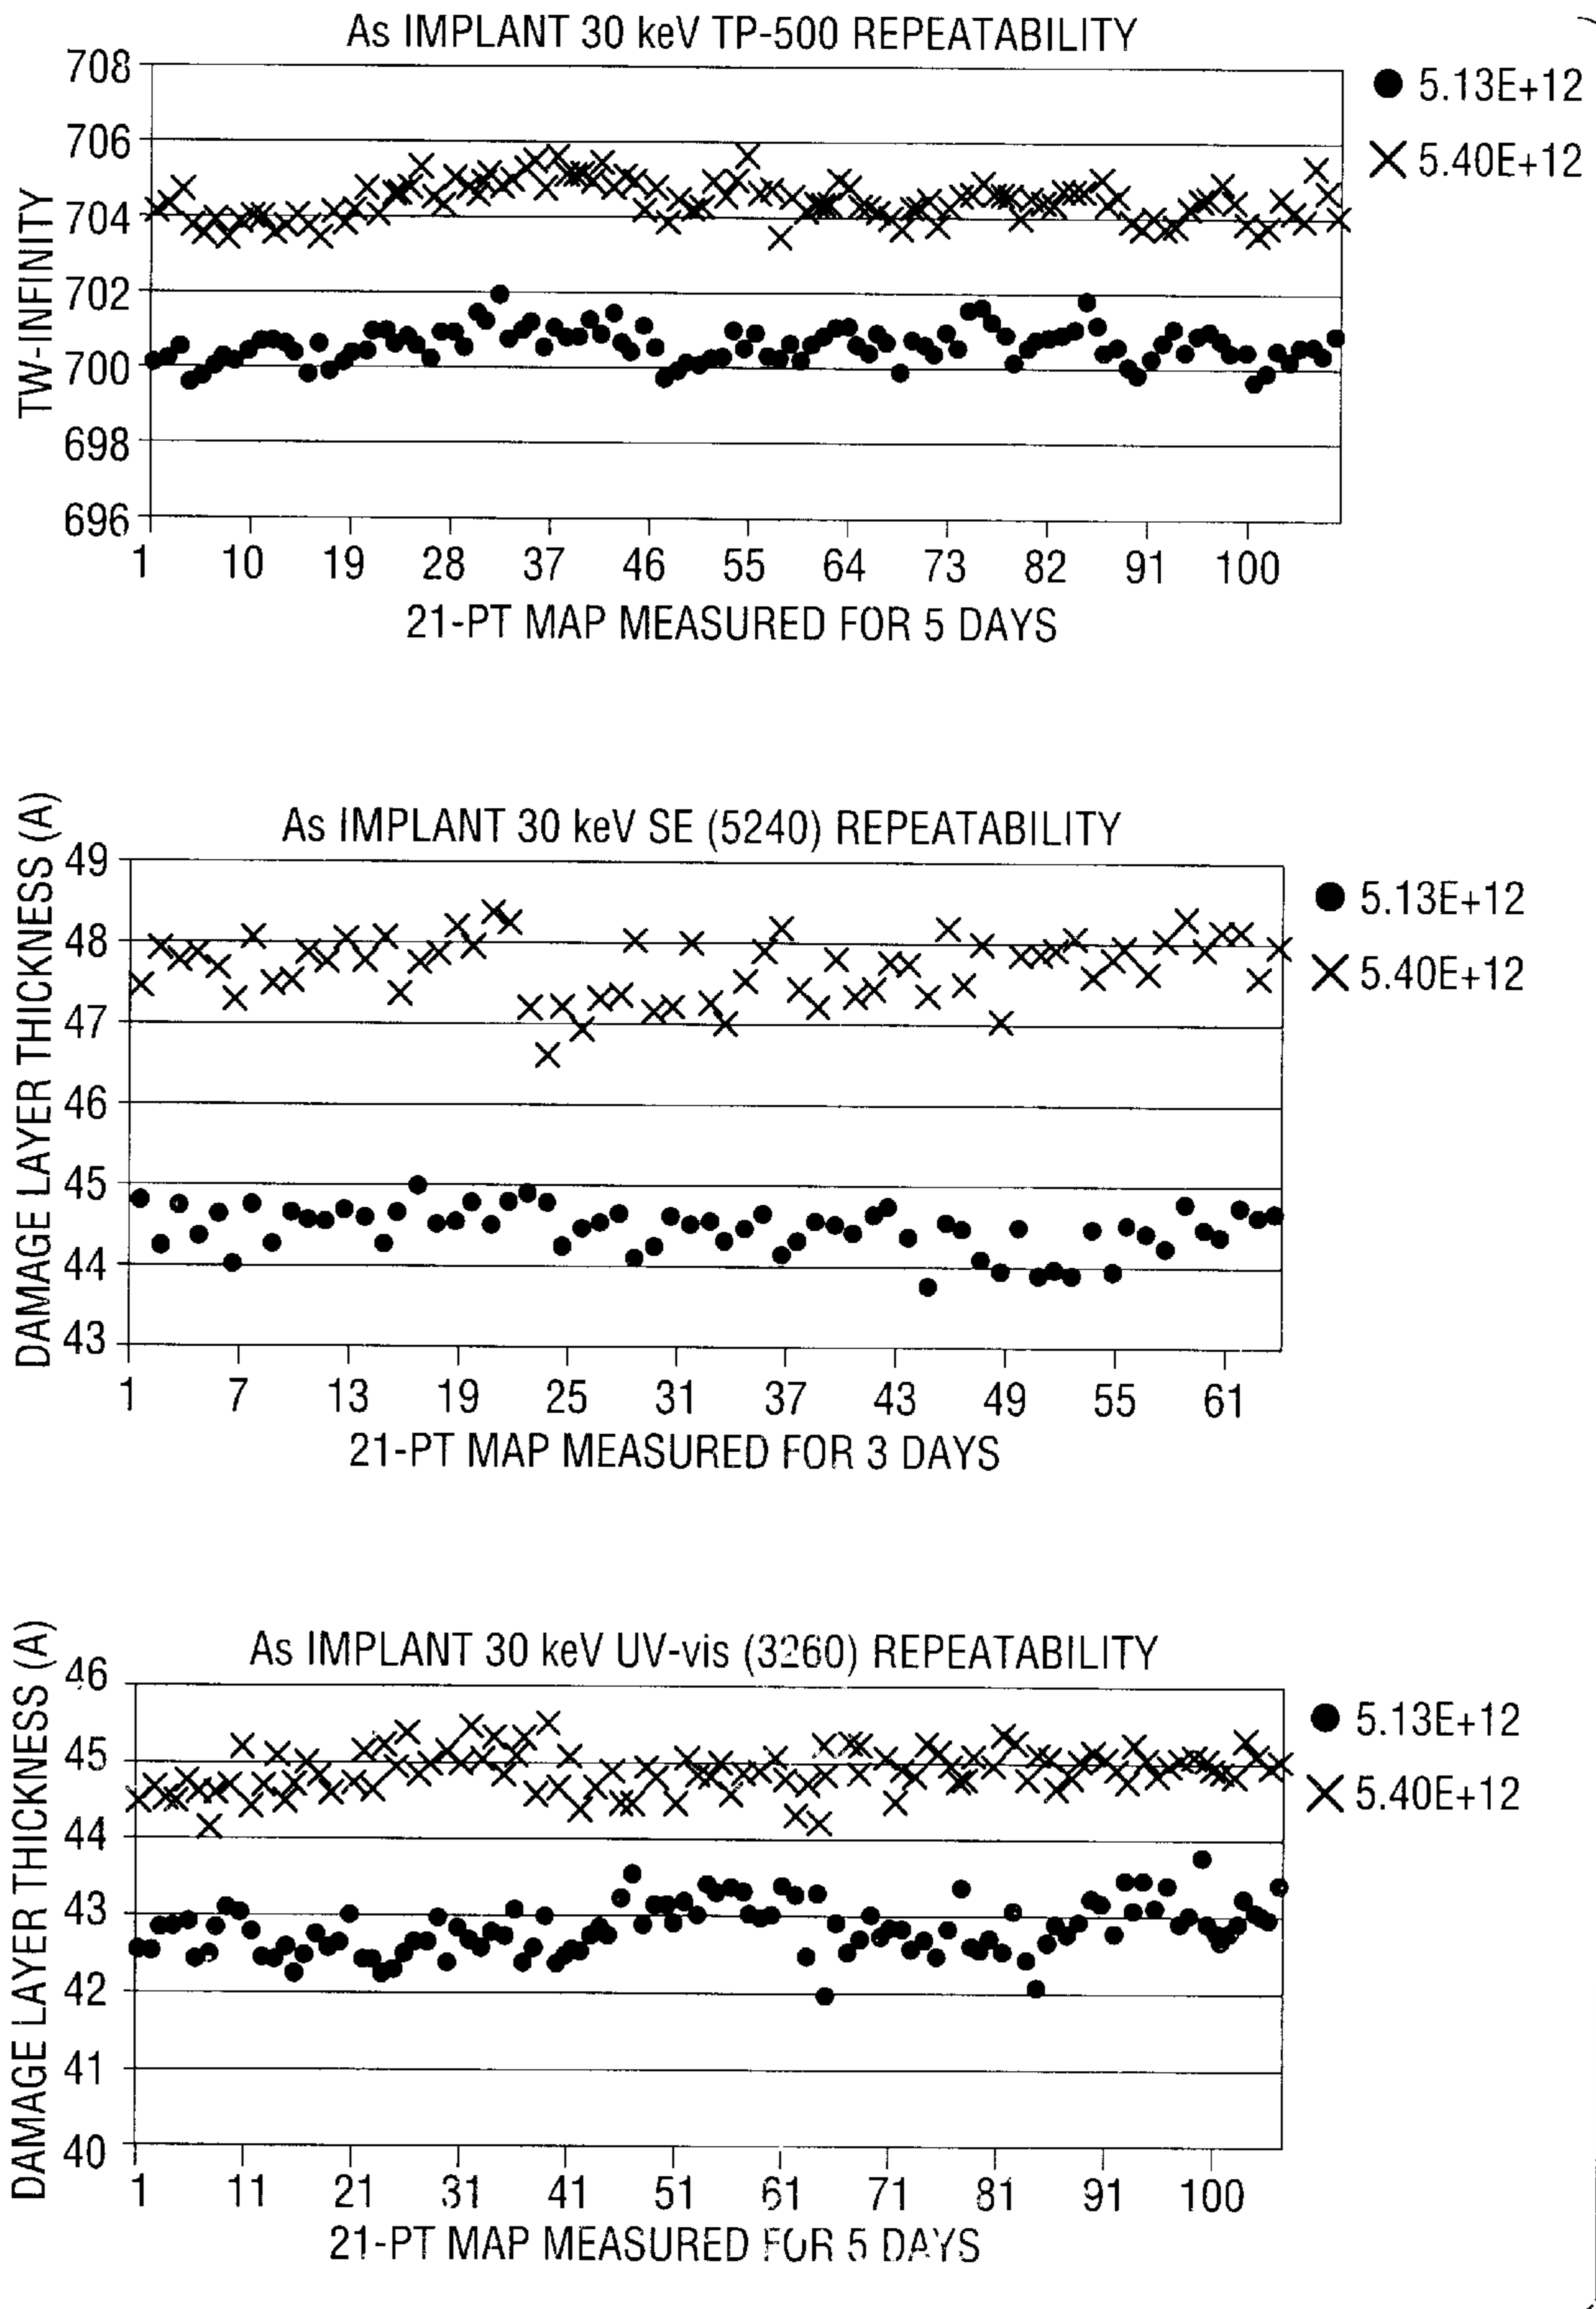 As IMPLANT 30 keV TP-500 REPEATABILITY
708
706
704
702
700
698
696
TW-INFINITY
1 10 19 28 37 46 55 64 73 82 91 100
21-PT MAP MEASURED FOR 5 DAYS
5.13E+12
5.40E+12
As IMPLANT 30 keV SE (5240) REPEATABILITY
49
48
47
46
45
44
43
DAMAGE LAYER THICKNESS (A)
1 7 13 19 25 31 37 43 49 55 61
21-PT MAP MEASURED FOR 3 DAYS
5.13E+12
5.40E+12
As IMPLANT 30 keV UV-vis (3260) REPEATABILITY
46
45
44
43
42
41
40
DAMAGE LAYER THICKNESS (A)
1 11 21 31 41 51 61 71 81 91 100
21-PT MAP MEASURED FOR 5 DAYS
5.13E+12
5.40E+12